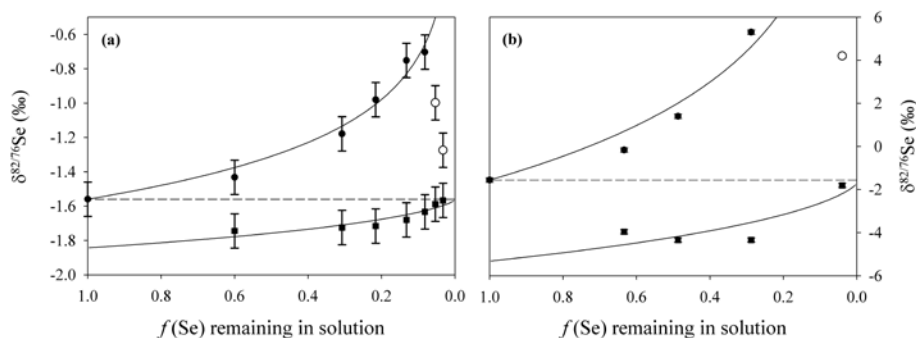 (a)
(b)
δ82/76Se (‰)
-0.6
-0.8
-1.0
-1.2
-1.4
-1.6
-1.8
-2.0
1.0 0.8 0.6 0.4 0.2 0.0
f(Se) remaining in solution
1.0 0.8 0.6 0.4 0.2 0.0
f(Se) remaining in solution
6
4
2
0
-2
-4
-6
δ82/76Se (‰)